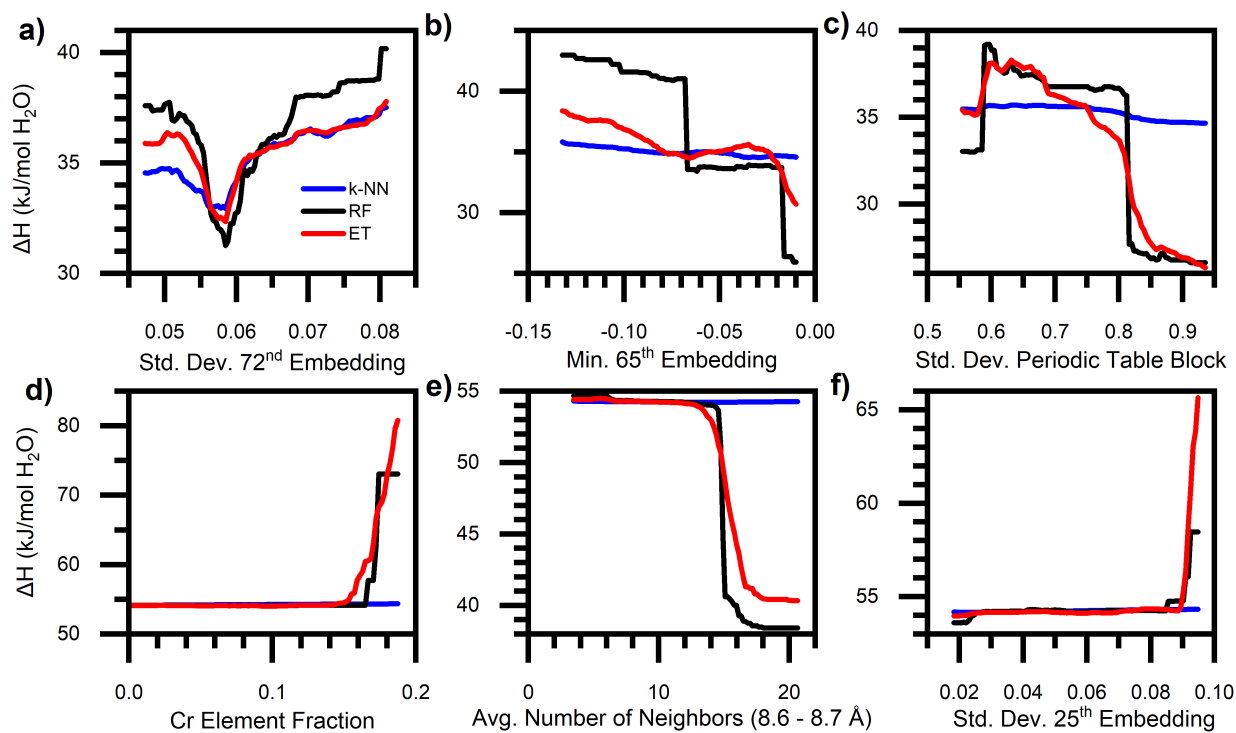 a)
b)
c)
ΔH (kJ/mol H2O)
40
35
30
k-NN
RF
ET
0.05 0.06 0.07 0.08
Std. Dev. 72nd Embedding
40
30
-0.15 -0.10 -0.05 0.00
Min. 65th Embedding
40
35
30
0.5 0.6 0.7 0.8 0.9
Std. Dev. Periodic Table Block
d)
e)
f)
ΔH (kJ/mol H2O)
80
70
60
50
0.0 0.1 0.2
Cr Element Fraction
55
50
45
40
0 10 20
Avg. Number of Neighbors (8.6 - 8.7 Å)
65
60
54
0.02 0.04 0.06 0.08 0.10
Std. Dev. 25th Embedding